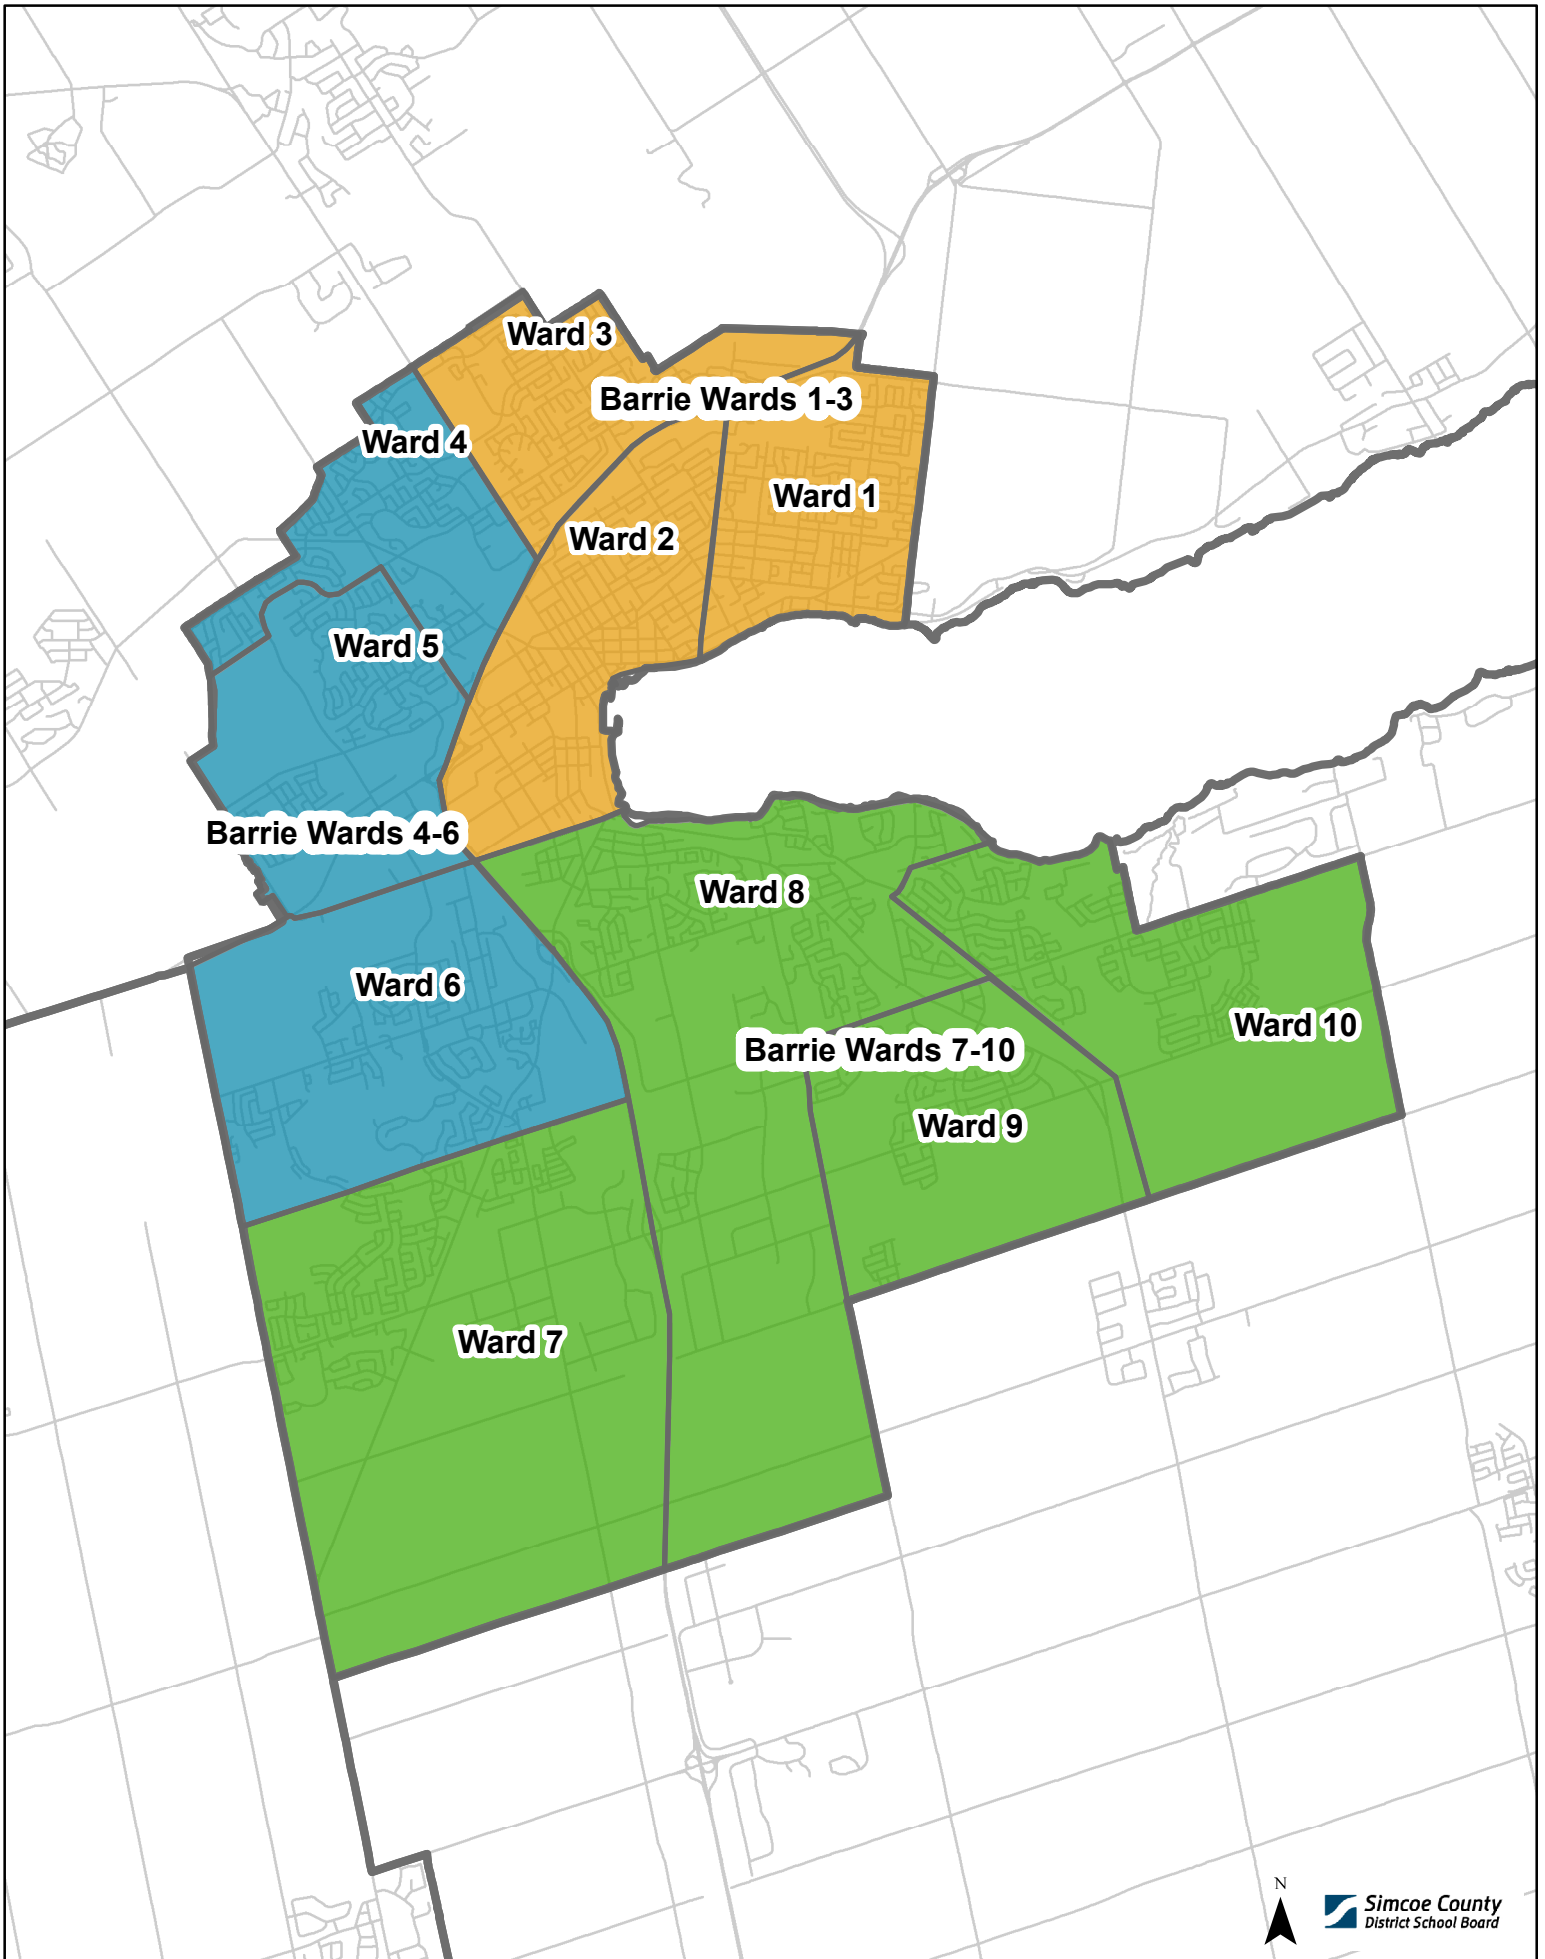 Ward 3
Barrie Wards 1-3
Ward 4
Ward 1
Ward 2
Ward 5
Barrie Wards 4-6
Ward 8
Ward 6
Ward 10
Barrie Wards 7-10
Ward 9
Ward 7
N
Simcoe County
District School Board